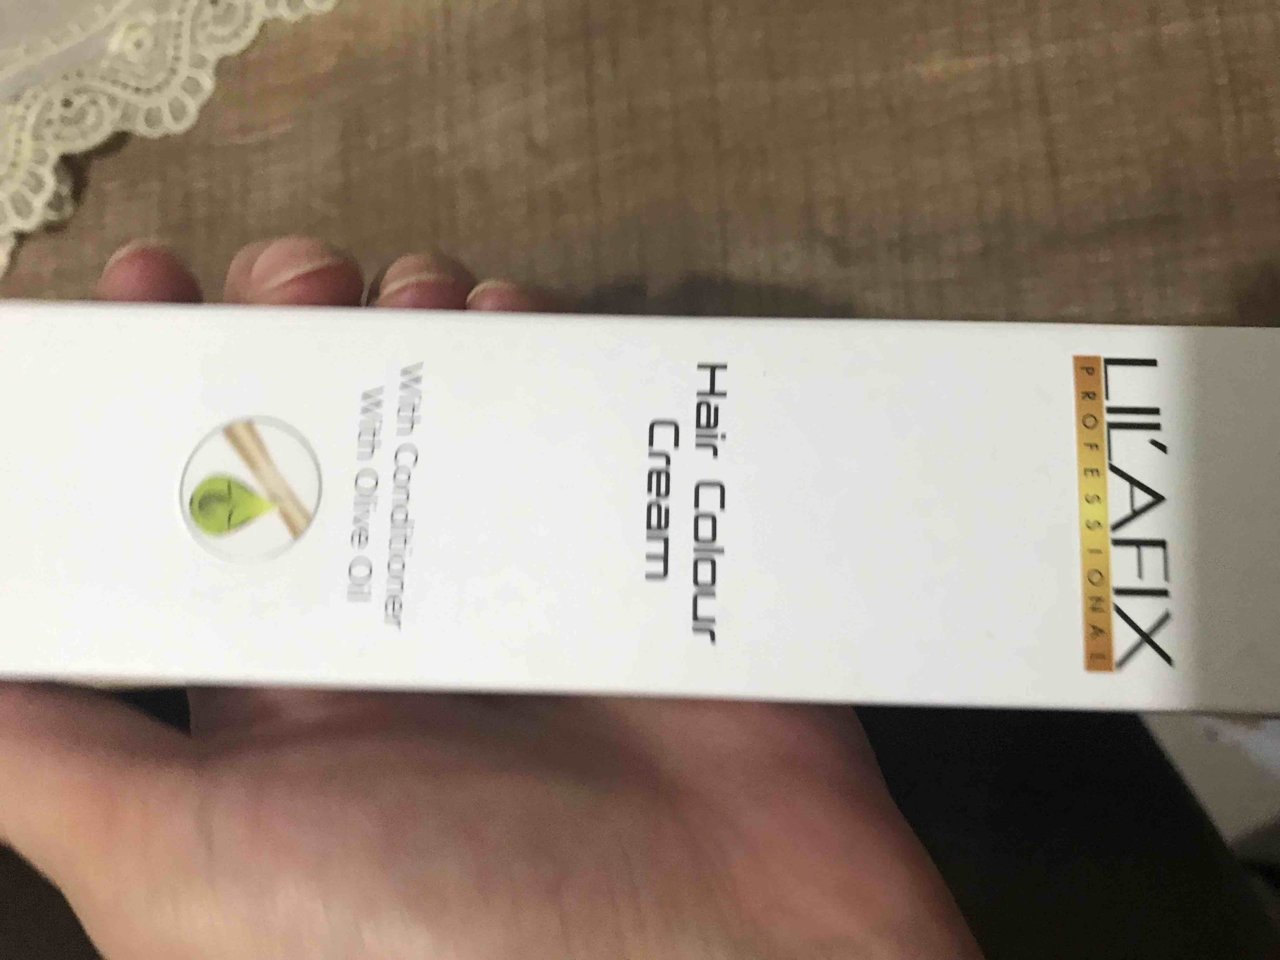 LIL'AFIX
PROFESSIONAL
Hair Colour
Cream
With Conditioner
With Olive Oil